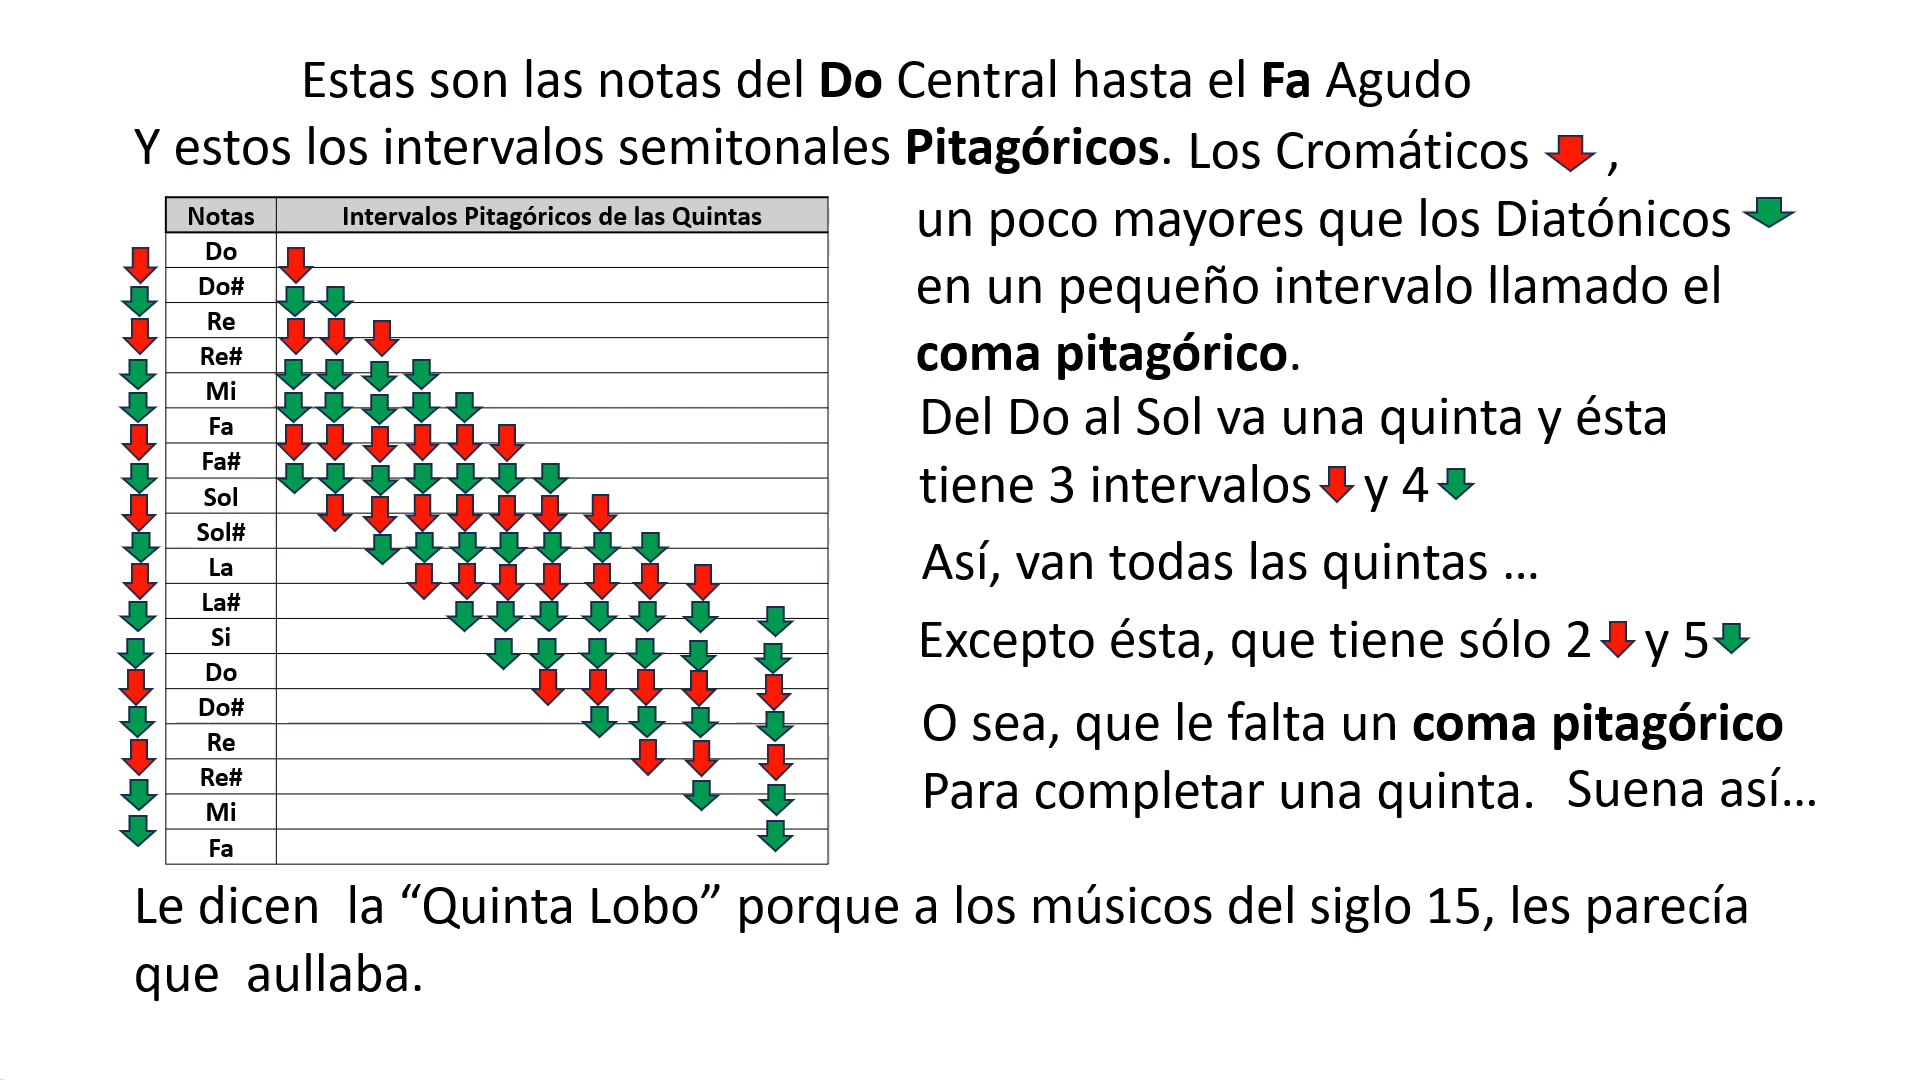 Estas son las notas del Do Central hasta el Fa Agudo
Y estos los intervalos semitonales Pitagóricos. Los Cromáticos ,
un poco mayores que los Diatónicos
en un pequeño intervalo llamado el
coma pitagórico.
Del Do al Sol va una quinta y ésta
tiene 3 intervalos y 4
Así, van todas las quintas ...
Excepto ésta, que tiene sólo 2 y 5
O sea, que le falta un coma pitagórico
Para completar una quinta. Suena así...
Notas Intervalos Pitagóricos de las Quintas
Do
Do#
Re
Re#
Mi
Fa
Fa#
Sol
Sol#
La
La#
Si
Do
Do#
Re
Re#
Mi
Fa
Le dicen la “Quinta Lobo” porque a los músicos del siglo 15, les parecía
que aullaba.